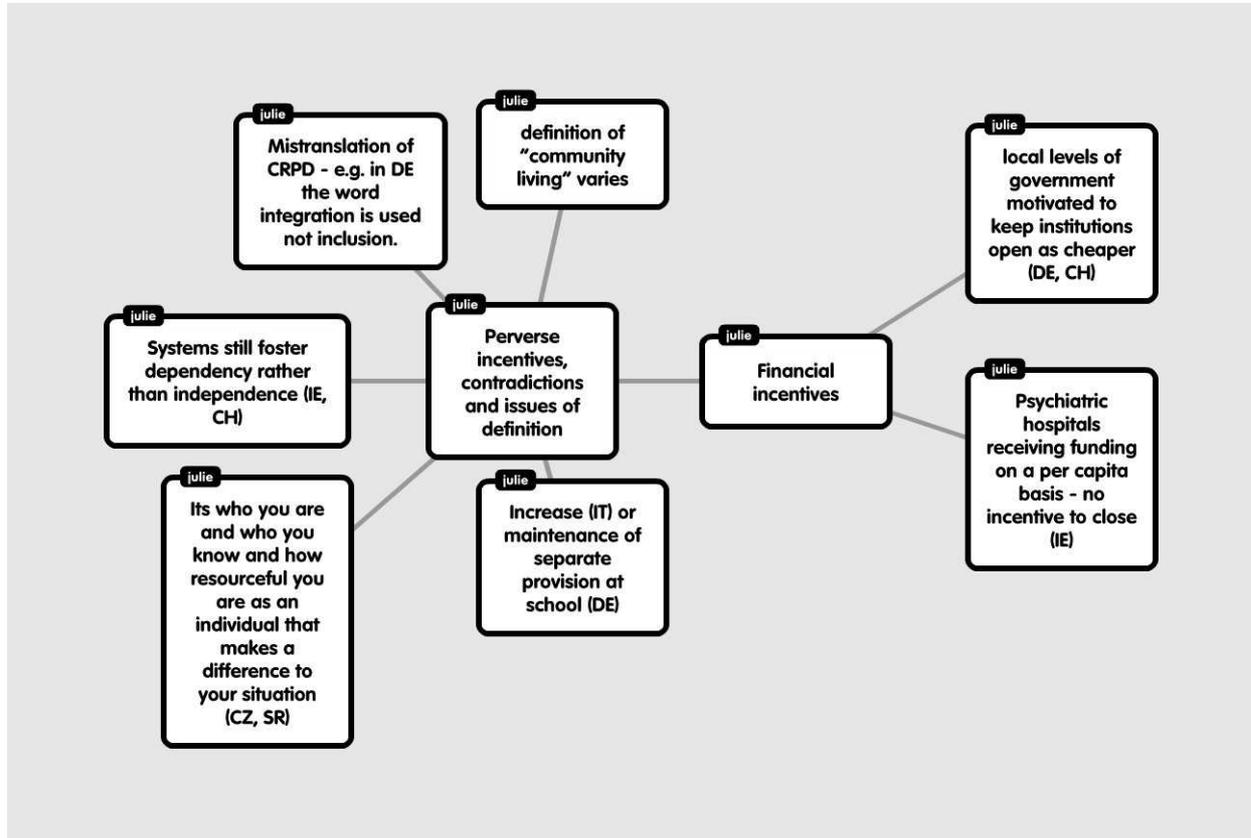 julie
Mistranslation of
CRPD - e.g. in DE
the word
integration is used
not inclusion.
julie
definition of
"community
living" varies
julie
local levels of
government
motivated to
keep institutions
open as cheaper
(DE, CH)
julie
Systems still foster
dependency rather
than independence (IE,
CH)
julie
Perverse
incentives,
contradictions
and issues of
definition
julie
Financial
incentives
julie
Psychiatric
hospitals
receiving funding
on a per capita
basis - no
incentive to close
(IE)
julie
Its who you are
and who you
know and how
resourceful you
are as an
individual that
makes a
difference to
your situation
(CZ, SR)
julie
Increase (IT) or
maintenance of
separate
provision at
school (DE)